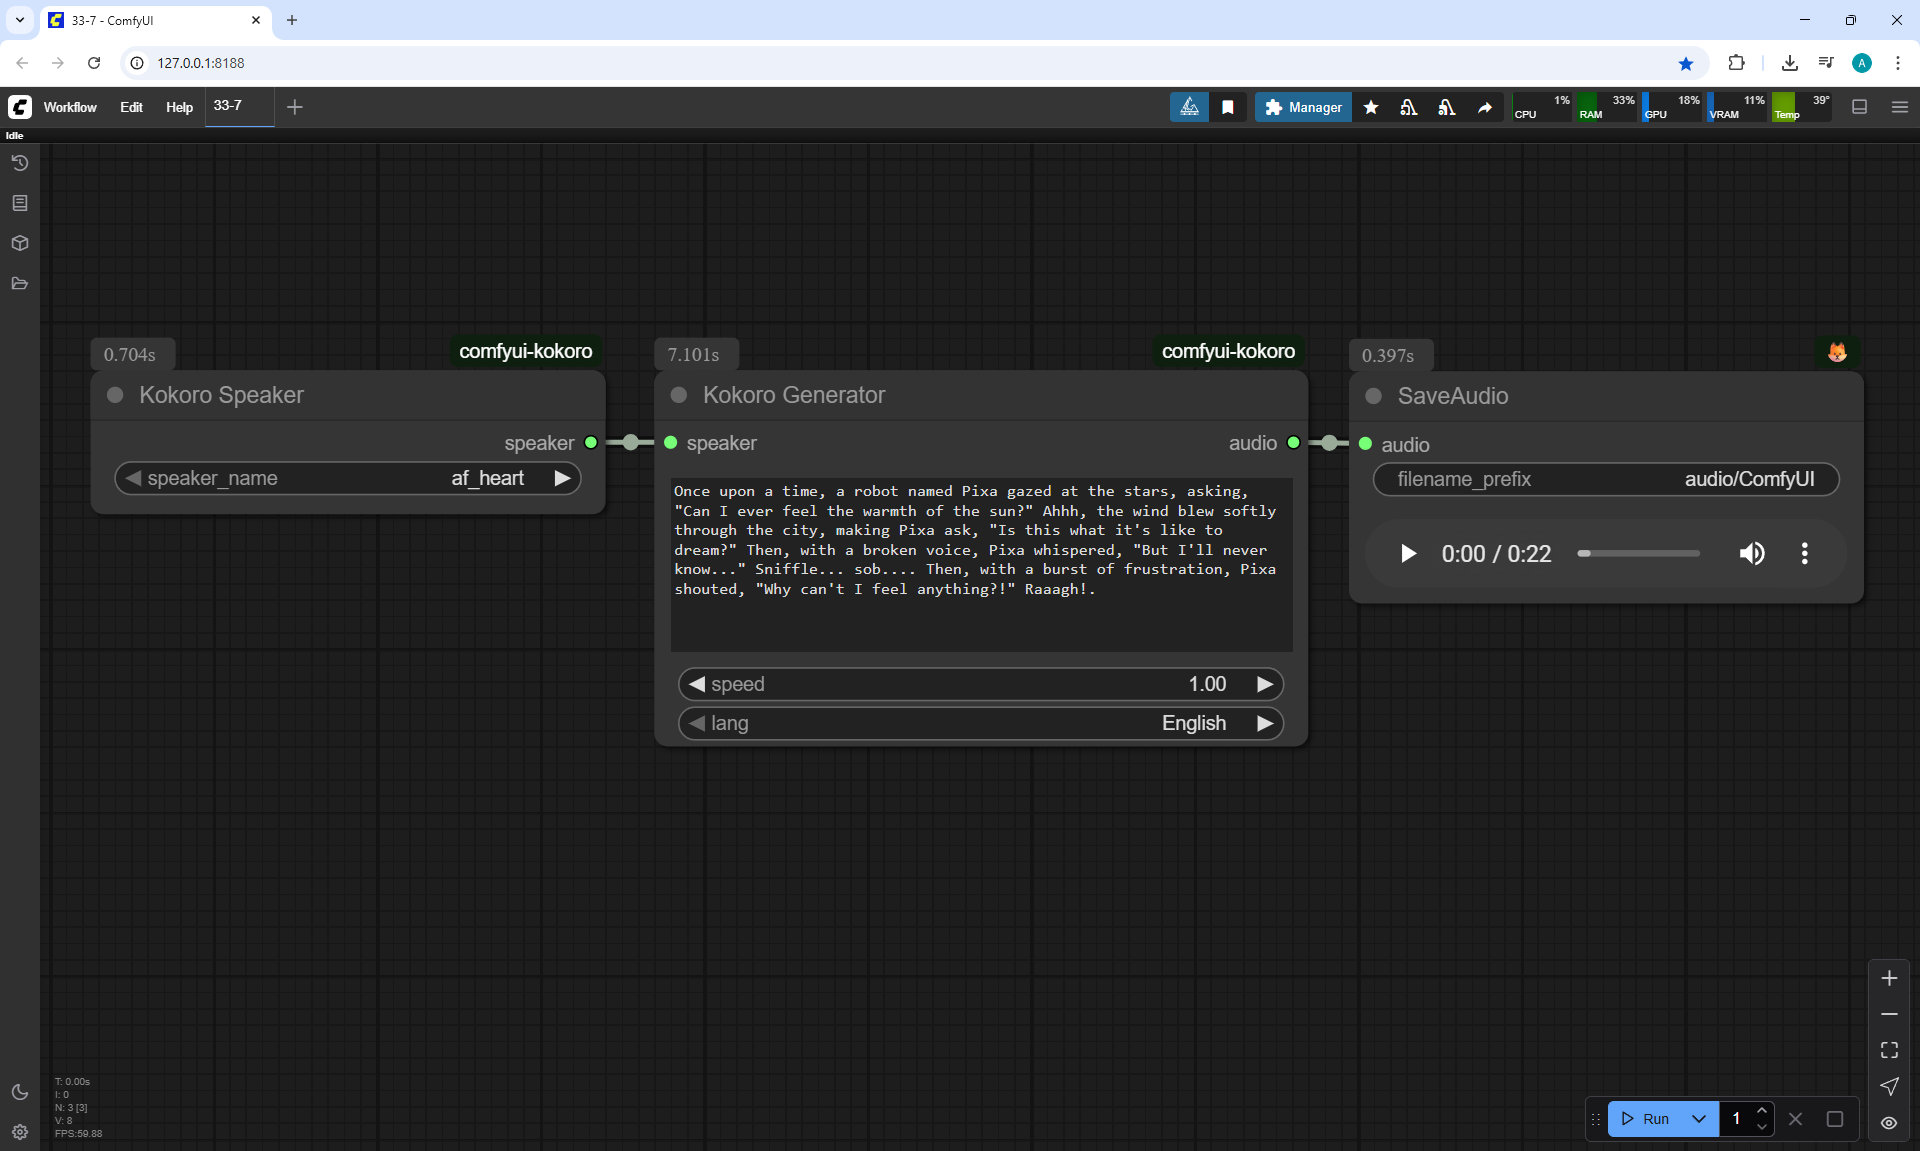 33-7 - ComfyUI
127.0.0.1:8188
A
Workflow Edit Help 33-7
Manager
CPU 1% RAM 33% GPU 18% VRAM 11% Temp 39°
Idle
0.704s comfyui-kokoro
Kokoro Speaker
speaker
speaker_name af_heart
7.101s comfyui-kokoro
Kokoro Generator
speaker audio
Once upon a time, a robot named Pixa gazed at the stars, asking,
"Can I ever feel the warmth of the sun?" Ahhh, the wind blew softly
through the city, making Pixa ask, "Is this what it's like to
dream?" Then, with a broken voice, Pixa whispered, "But I'll never
know..." Sniffle... sob.... Then, with a burst of frustration, Pixa
shouted, "Why can't I feel anything?!" Raaagh!.
speed 1.00
lang English
0.397s
SaveAudio
audio
filename_prefix audio/ComfyUI
0:00 / 0:22
T: 0.00s
I: 0
N: 3 [3]
V: 8
FPS:59.88
Run 1